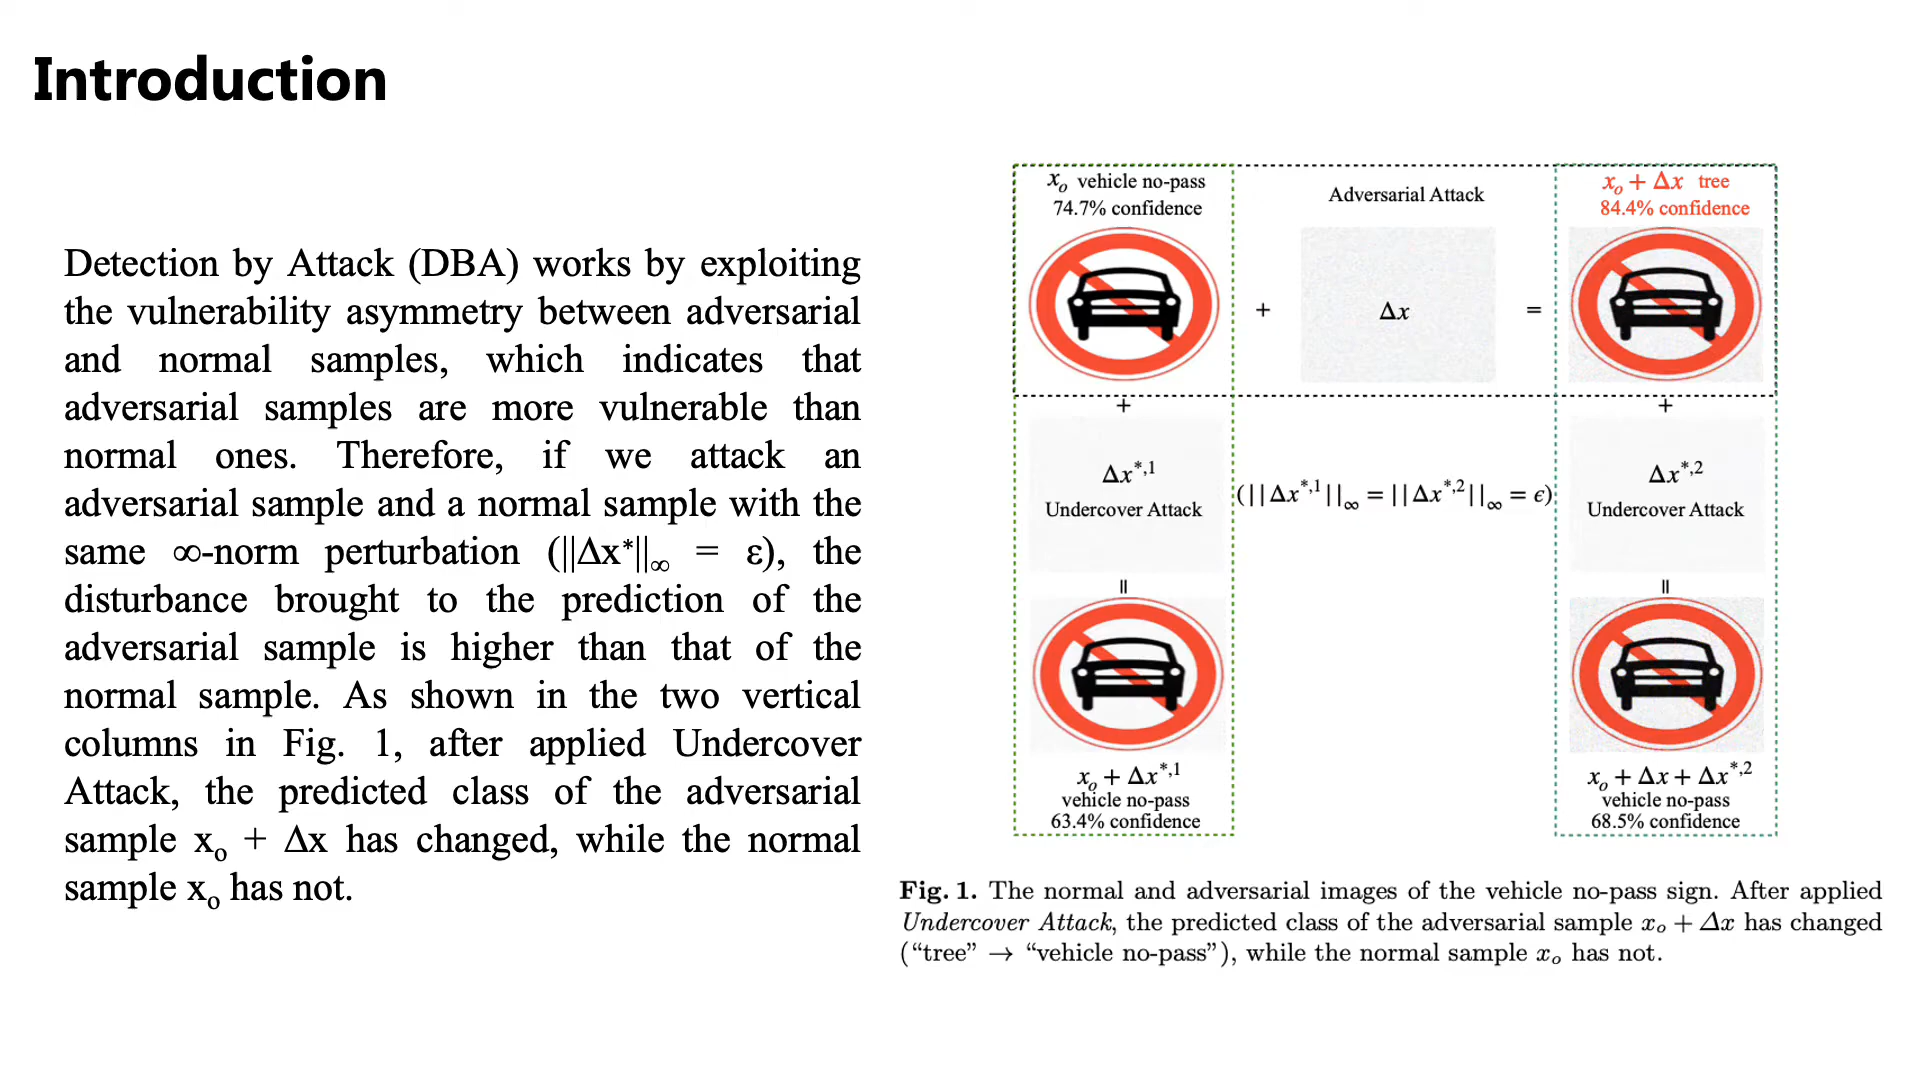 Introduction
Detection by Attack (DBA) works by exploiting
the vulnerability asymmetry between adversarial
and normal samples, which indicates that
adversarial samples are more vulnerable than
normal ones. Therefore, if we attack an
adversarial sample and a normal sample with the
same ∞-norm perturbation (||Δx*||∞ = ε), the
disturbance brought to the prediction of the
adversarial sample is higher than that of the
normal sample. As shown in the two vertical
columns in Fig. 1, after applied Undercover
Attack, the predicted class of the adversarial
sample xₒ + Δx has changed, while the normal
sample xₒ has not.
xₒ vehicle no-pass
74.7% confidence
Adversarial Attack
xₒ + Δx tree
84.4% confidence
+
Δx
=
+
+
Δx*,1
Undercover Attack
(||Δx*,1||∞ = ||Δx*,2||∞ = ϵ)
Δx*,2
Undercover Attack
=
=
xₒ + Δx*,1
vehicle no-pass
63.4% confidence
xₒ + Δx + Δx*,2
vehicle no-pass
68.5% confidence
Fig. 1. The normal and adversarial images of the vehicle no-pass sign. After applied
Undercover Attack, the predicted class of the adversarial sample xₒ + Δx has changed
(“tree” → “vehicle no-pass”), while the normal sample xₒ has not.